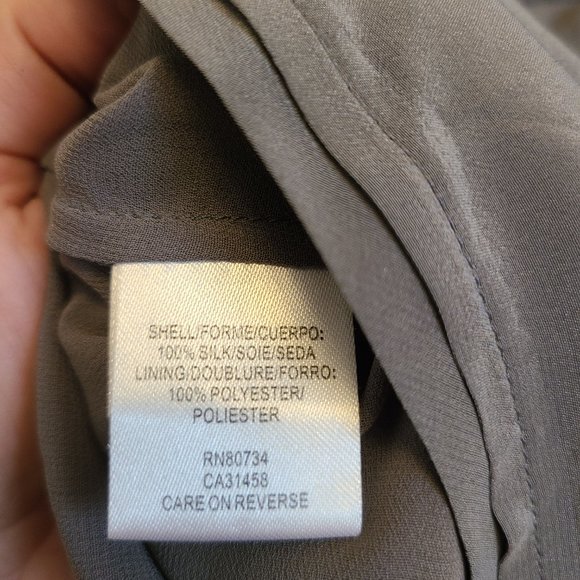 SHELL/FORME/CUERPO:
100% SILK/SOIE/SEDA
LINING/DOUBLURE/FORRO:
100% POLYESTER/
POLIESTER
RN80734
CA31458
CARE ON REVERSE